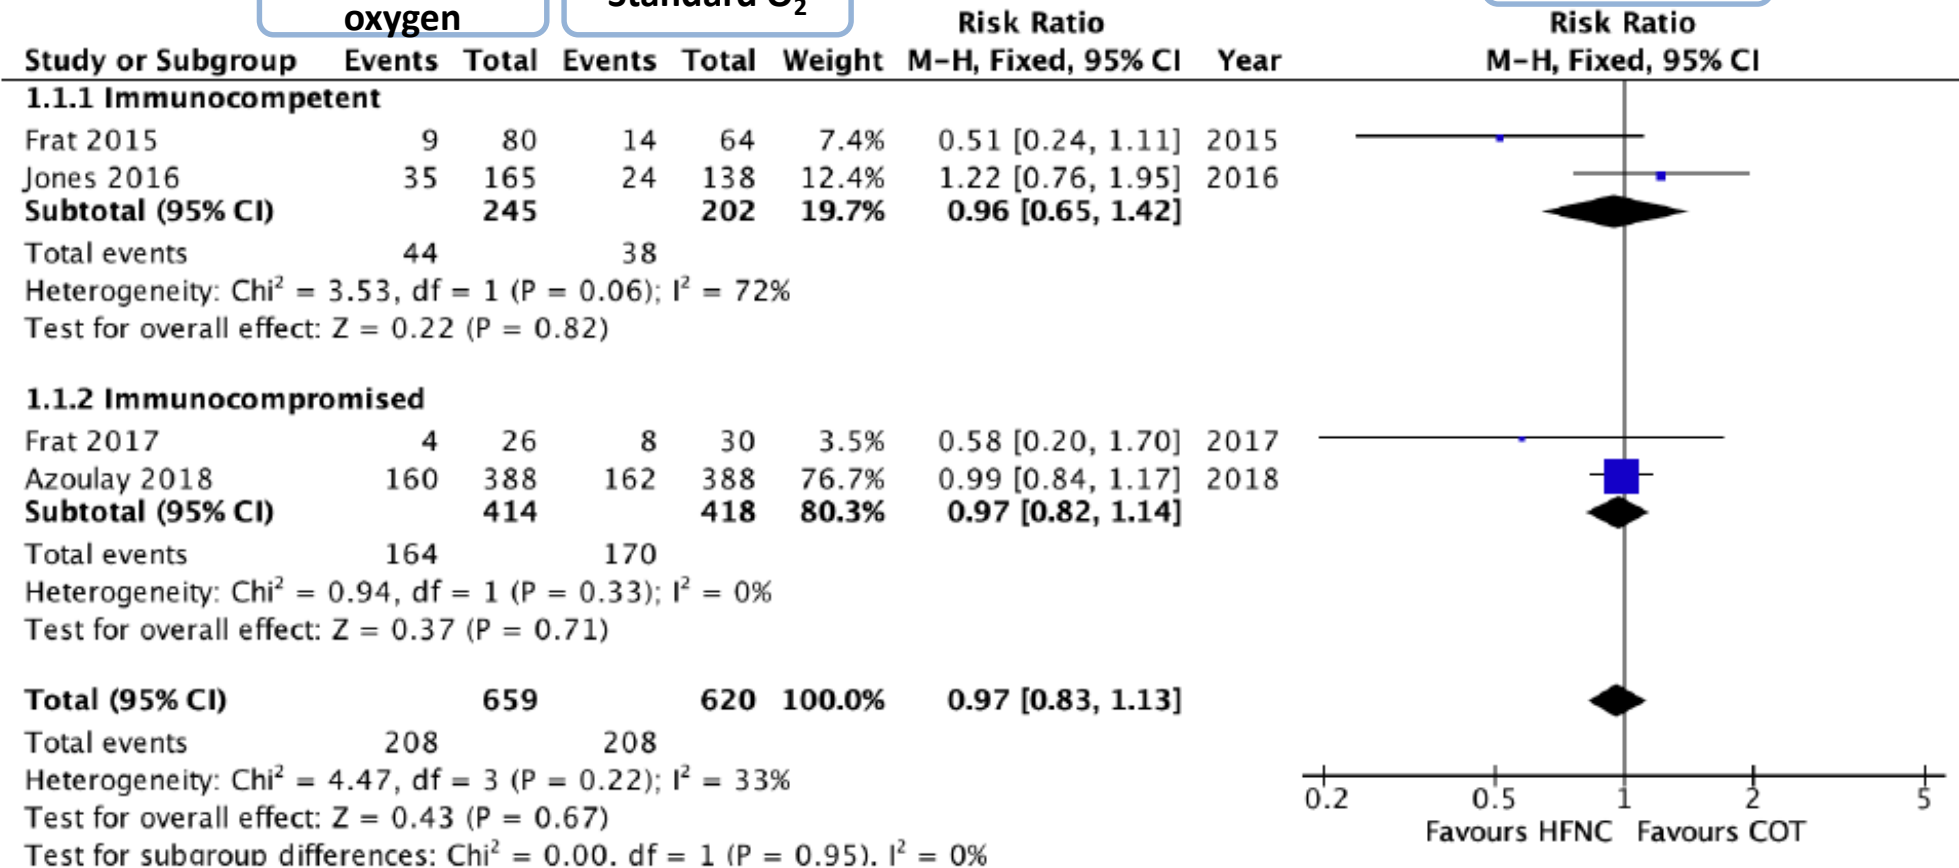 oxygen
Standard O2
Risk Ratio Risk Ratio
Study or Subgroup Events Total Events Total Weight M-H, Fixed, 95% CI Year M-H, Fixed, 95% CI
1.1.1 Immunocompetent
Frat 2015 9 80 14 64 7.4% 0.51 [0.24, 1.11] 2015
Jones 2016 35 165 24 138 12.4% 1.22 [0.76, 1.95] 2016
Subtotal (95% CI) 245 202 19.7% 0.96 [0.65, 1.42]
Total events 44 38
Heterogeneity: Chi² = 3.53, df = 1 (P = 0.06); I² = 72%
Test for overall effect: Z = 0.22 (P = 0.82)
1.1.2 Immunocompromised
Frat 2017 4 26 8 30 3.5% 0.58 [0.20, 1.70] 2017
Azoulay 2018 160 388 162 388 76.7% 0.99 [0.84, 1.17] 2018
Subtotal (95% CI) 414 418 80.3% 0.97 [0.82, 1.14]
Total events 164 170
Heterogeneity: Chi² = 0.94, df = 1 (P = 0.33); I² = 0%
Test for overall effect: Z = 0.37 (P = 0.71)
Total (95% CI) 659 620 100.0% 0.97 [0.83, 1.13]
Total events 208 208
Heterogeneity: Chi² = 4.47, df = 3 (P = 0.22); I² = 33%
Test for overall effect: Z = 0.43 (P = 0.67)
Test for subgroup differences: Chi² = 0.00, df = 1 (P = 0.95), I² = 0%
0.2 0.5 1 2 5
Favours HFNC Favours COT